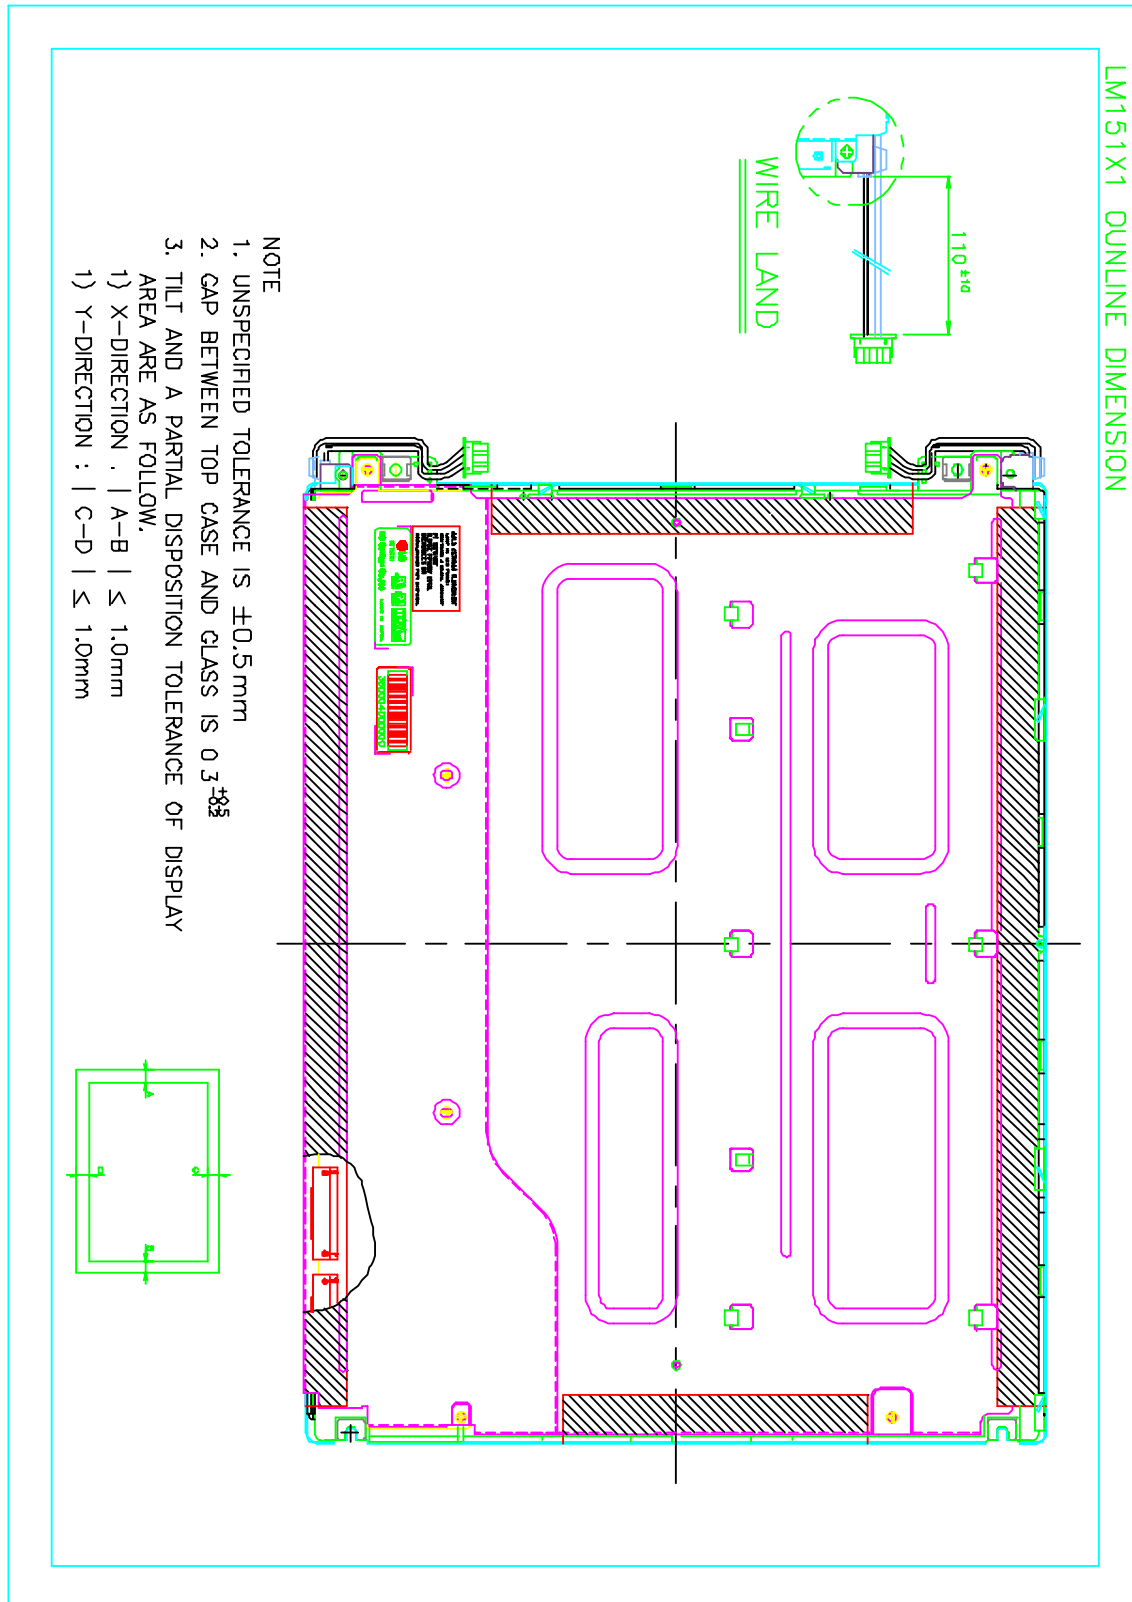 LM151X1 OUNLINE DIMENSION
110 ±10
WIRE LAND
NOTE
1. UNSPECIFIED TOLERANCE IS ±0.5mm
2. GAP BETWEEN TOP CASE AND GLASS IS 0.3
3. TILT AND A PARTIAL DISPOSITION TOLERANCE OF DISPLAY
AREA ARE AS FOLLOW.
1) X-DIRECTION . | A-B | ≤ 1.0mm
1) Y-DIRECTION : | C-D | ≤ 1.0mm
A
C
D
B